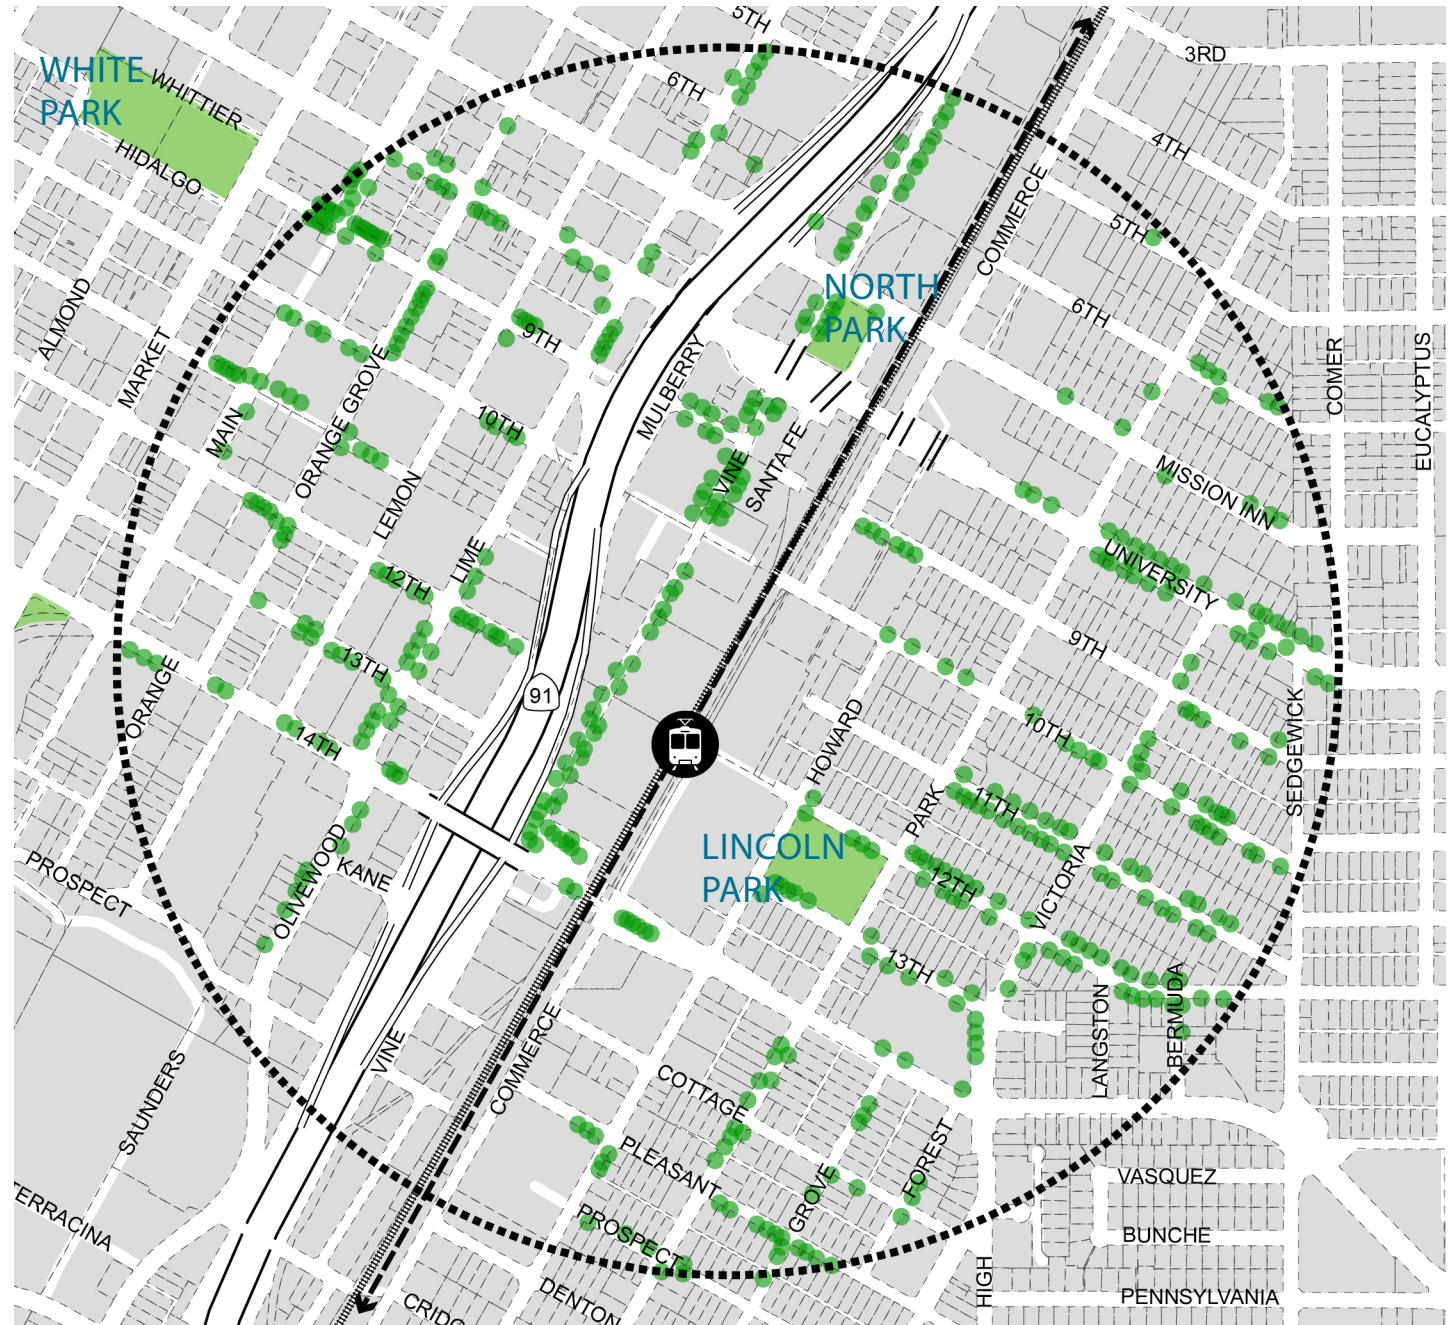 5TH
3RD
WHITE
PARK
WHITTIER
6TH
HIDALGO
4TH
COMMERCE
5TH
NORTH
PARK
ALMOND
MARKET
6TH
9TH
MULBERRY
COMER
EUCALYPTUS
ORANGE GROVE
MAIN
10TH
VINE
SANTA FE
LEMON
MISSION INN
LIME
12TH
UNIVERSITY
13TH
9TH
ORANGE
91
14TH
HOWARD
10TH
SEDGEWICK
PARK
11TH
LINCOLN
PARK
12TH
VICTORIA
PROSPECT
KANE
OLIVEWOOD
13TH
LANGSTON
BERMUDA
VINE
COMMERCE
SAUNDERS
COTTAGE
PLEASANT
GROVE
FOREST
VASQUEZ
TERRACINA
PROSPECT
BUNCHE
HIGH
DENTON
CRIDG
PENNSYLVANIA